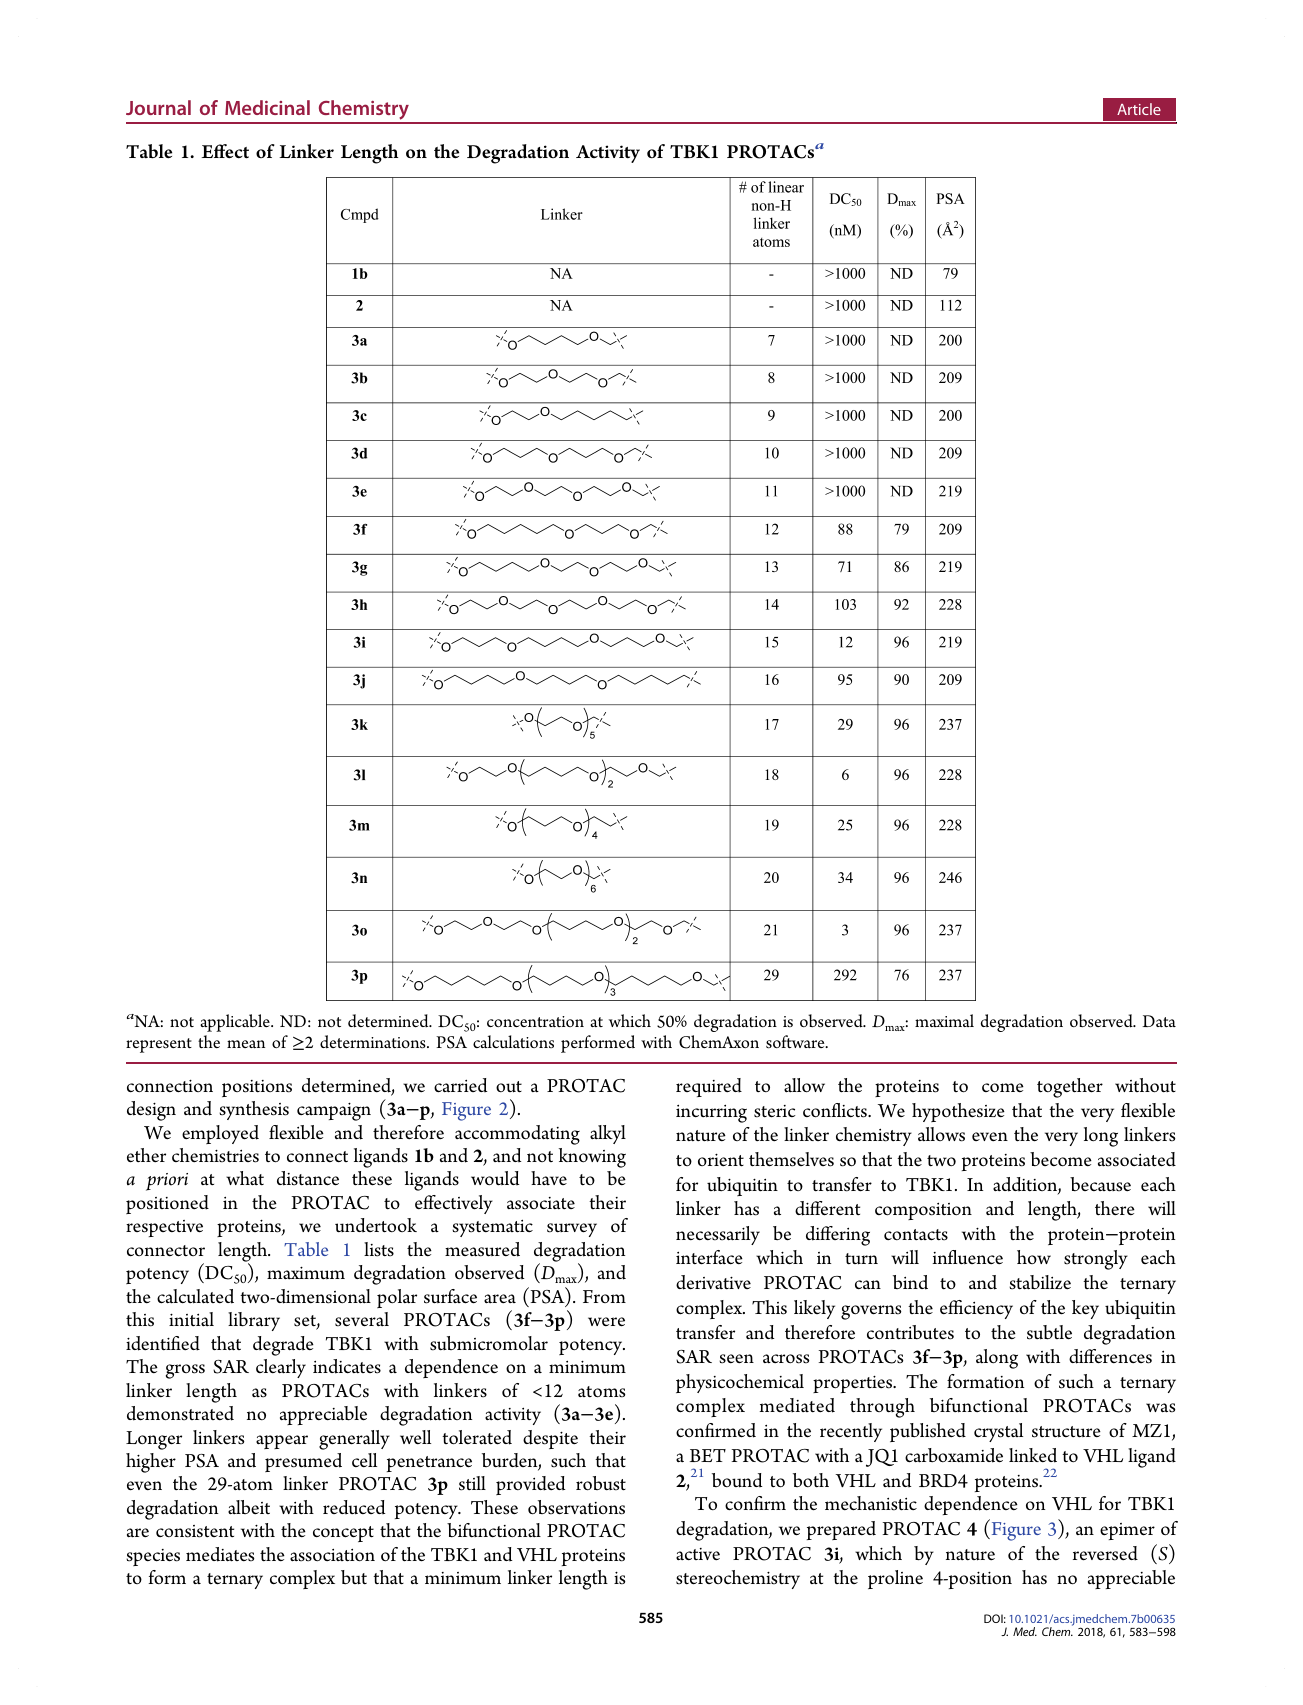 Journal of Medicinal Chemistry
Article
Table 1. Effect of Linker Length on the Degradation Activity of TBK1 PROTACsᵃ
Cmpd Linker # of linear non-H linker atoms DC₅₀ (nM) Dₘₐₓ (%) PSA (Å²)
1b NA - >1000 ND 79
2 NA - >1000 ND 112
3a O O 7 >1000 ND 200
3b O O O 8 >1000 ND 209
3c O O 9 >1000 ND 200
3d O O O 10 >1000 ND 209
3e O O O O 11 >1000 ND 219
3f O O O 12 88 79 209
3g O O O O 13 71 86 219
3h O O O O O 14 103 92 228
3i O O O O 15 12 96 219
3j O O O 16 95 90 209
3k O O 5 17 29 96 237
3l O O O 2 O 18 6 96 228
3m O O 4 19 25 96 228
3n O O 6 20 34 96 246
3o O O O O 2 O 21 3 96 237
3p O O O 3 O 29 292 76 237
ᵃNA: not applicable. ND: not determined. DC₅₀: concentration at which 50% degradation is observed. Dₘₐₓ: maximal degradation observed. Data
represent the mean of ≥2 determinations. PSA calculations performed with ChemAxon software.
connection positions determined, we carried out a PROTAC
design and synthesis campaign (3a−p, Figure 2).
We employed flexible and therefore accommodating alkyl
ether chemistries to connect ligands 1b and 2, and not knowing
a priori at what distance these ligands would have to be
positioned in the PROTAC to effectively associate their
respective proteins, we undertook a systematic survey of
connector length. Table 1 lists the measured degradation
potency (DC₅₀), maximum degradation observed (Dₘₐₓ), and
the calculated two-dimensional polar surface area (PSA). From
this initial library set, several PROTACs (3f−3p) were
identified that degrade TBK1 with submicromolar potency.
The gross SAR clearly indicates a dependence on a minimum
linker length as PROTACs with linkers of <12 atoms
demonstrated no appreciable degradation activity (3a−3e).
Longer linkers appear generally well tolerated despite their
higher PSA and presumed cell penetrance burden, such that
even the 29-atom linker PROTAC 3p still provided robust
degradation albeit with reduced potency. These observations
are consistent with the concept that the bifunctional PROTAC
species mediates the association of the TBK1 and VHL proteins
to form a ternary complex but that a minimum linker length is
required to allow the proteins to come together without
incurring steric conflicts. We hypothesize that the very flexible
nature of the linker chemistry allows even the very long linkers
to orient themselves so that the two proteins become associated
for ubiquitin to transfer to TBK1. In addition, because each
linker has a different composition and length, there will
necessarily be differing contacts with the protein−protein
interface which in turn will influence how strongly each
derivative PROTAC can bind to and stabilize the ternary
complex. This likely governs the efficiency of the key ubiquitin
transfer and therefore contributes to the subtle degradation
SAR seen across PROTACs 3f−3p, along with differences in
physicochemical properties. The formation of such a ternary
complex mediated through bifunctional PROTACs was
confirmed in the recently published crystal structure of MZ1,
a BET PROTAC with a JQ1 carboxamide linked to VHL ligand
2,²¹ bound to both VHL and BRD4 proteins.²²
To confirm the mechanistic dependence on VHL for TBK1
degradation, we prepared PROTAC 4 (Figure 3), an epimer of
active PROTAC 3i, which by nature of the reversed (S)
stereochemistry at the proline 4-position has no appreciable
585
DOI: 10.1021/acs.jmedchem.7b00635
J. Med. Chem. 2018, 61, 583−598